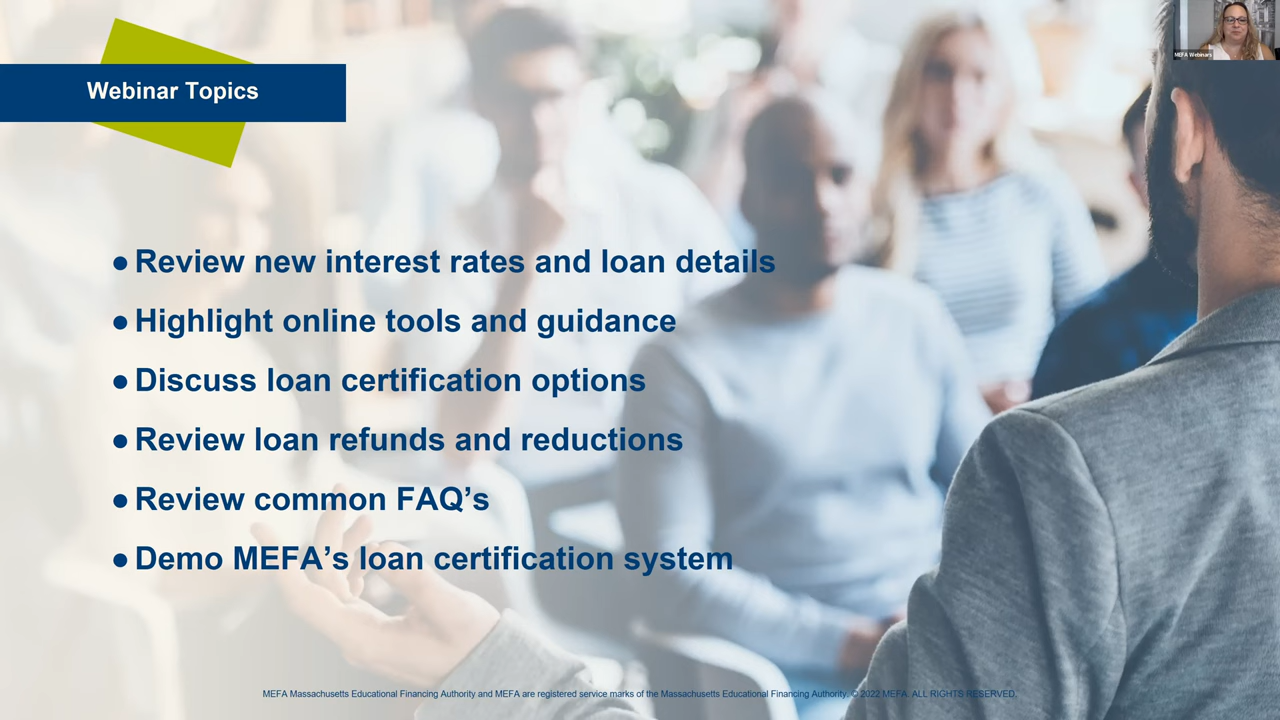 MEFA Webinars
Webinar Topics
● Review new interest rates and loan details
● Highlight online tools and guidance
● Discuss loan certification options
● Review loan refunds and reductions
● Review common FAQ’s
● Demo MEFA’s loan certification system
MEFA Massachusetts Educational Financing Authority and MEFA are registered service marks of the Massachusetts Educational Financing Authority. © 2022 MEFA. ALL RIGHTS RESERVED.